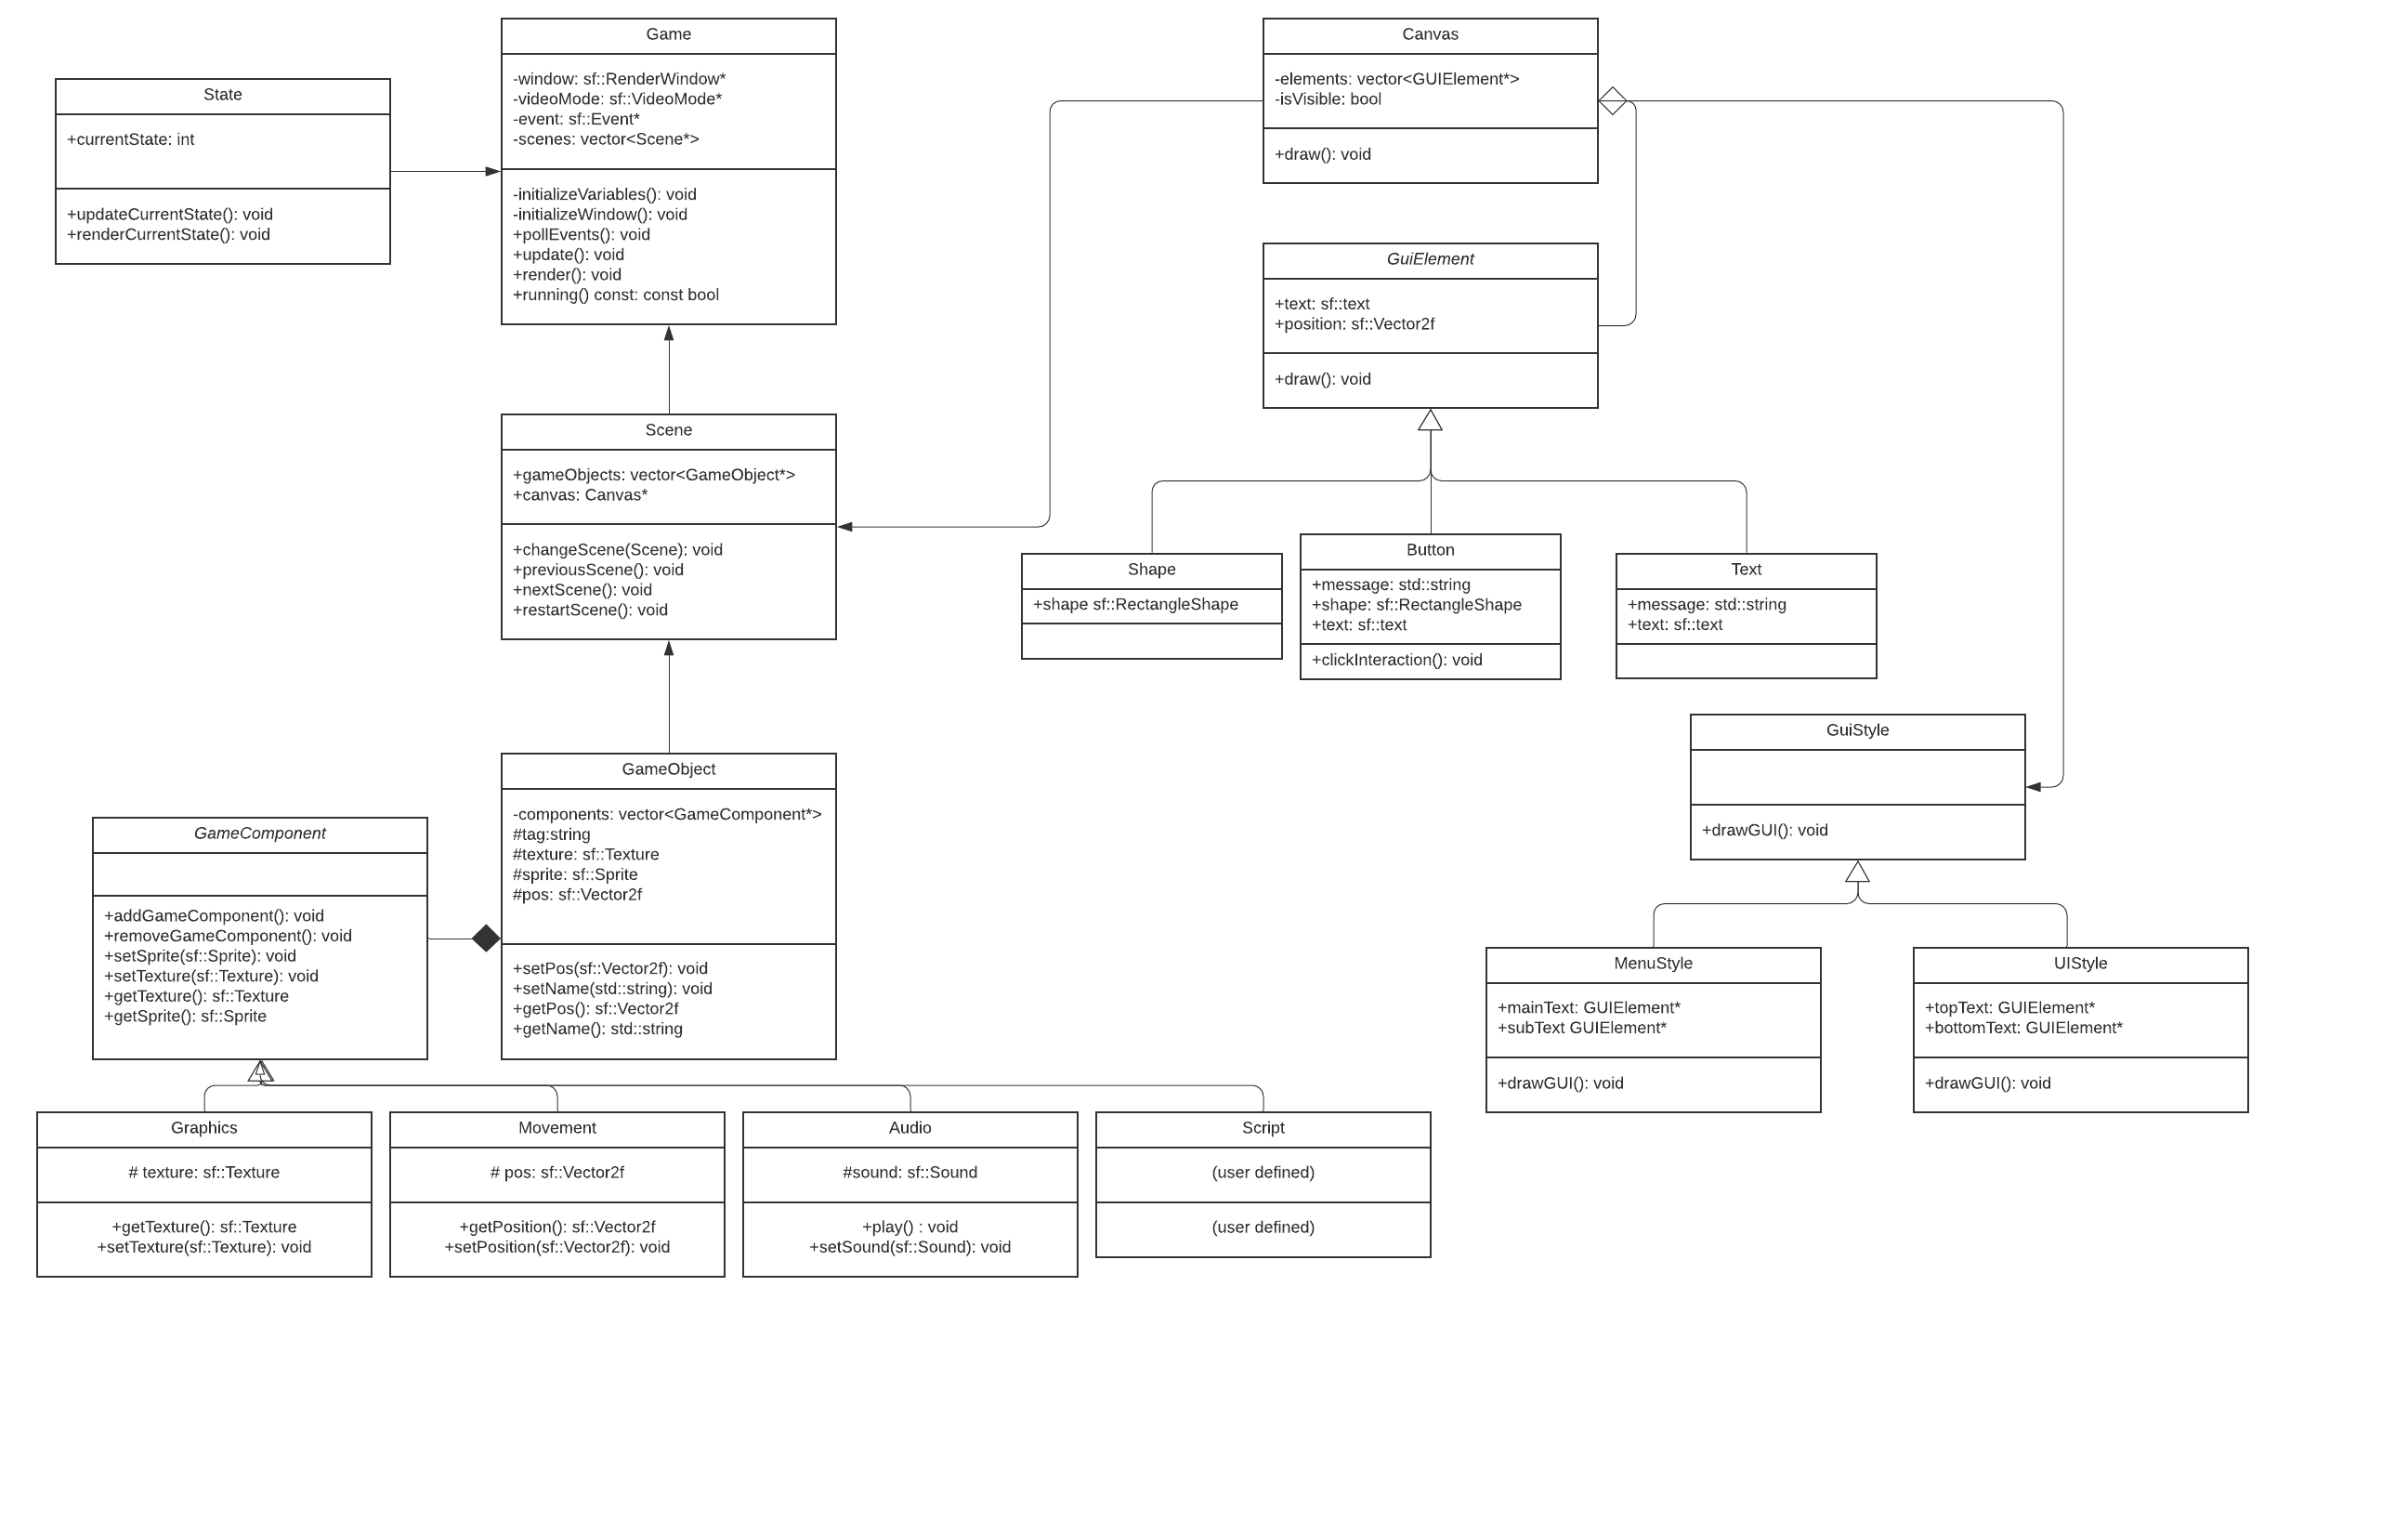 Game
-window: sf::RenderWindow*
-videoMode: sf::VideoMode*
-event: sf::Event*
-scenes: vector<Scene*>
-initializeVariables(): void
-initializeWindow(): void
+pollEvents(): void
+update(): void
+render(): void
+running() const: const bool
State
+currentState: int
+updateCurrentState(): void
+renderCurrentState(): void
Canvas
-elements: vector<GUIElement*>
-isVisible: bool
+draw(): void
GuiElement
+text: sf::text
+position: sf::Vector2f
+draw(): void
Scene
+gameObjects: vector<GameObject*>
+canvas: Canvas*
+changeScene(Scene): void
+previousScene(): void
+nextScene(): void
+restartScene(): void
Shape
+shape sf::RectangleShape
Button
+message: std::string
+shape: sf::RectangleShape
+text: sf::text
+clickInteraction(): void
Text
+message: std::string
+text: sf::text
GuiStyle
+drawGUI(): void
GameObject
-components: vector<GameComponent*>
#tag:string
#texture: sf::Texture
#sprite: sf::Sprite
#pos: sf::Vector2f
+setPos(sf::Vector2f): void
+setName(std::string): void
+getPos(): sf::Vector2f
+getName(): std::string
GameComponent
+addGameComponent(): void
+removeGameComponent(): void
+setSprite(sf::Sprite): void
+setTexture(sf::Texture): void
+getTexture(): sf::Texture
+getSprite(): sf::Sprite
MenuStyle
+mainText: GUIElement*
+subText GUIElement*
+drawGUI(): void
UIStyle
+topText: GUIElement*
+bottomText: GUIElement*
+drawGUI(): void
Graphics
# texture: sf::Texture
+getTexture(): sf::Texture
+setTexture(sf::Texture): void
Movement
# pos: sf::Vector2f
+getPosition(): sf::Vector2f
+setPosition(sf::Vector2f): void
Audio
#sound: sf::Sound
+play() : void
+setSound(sf::Sound): void
Script
(user defined)
(user defined)